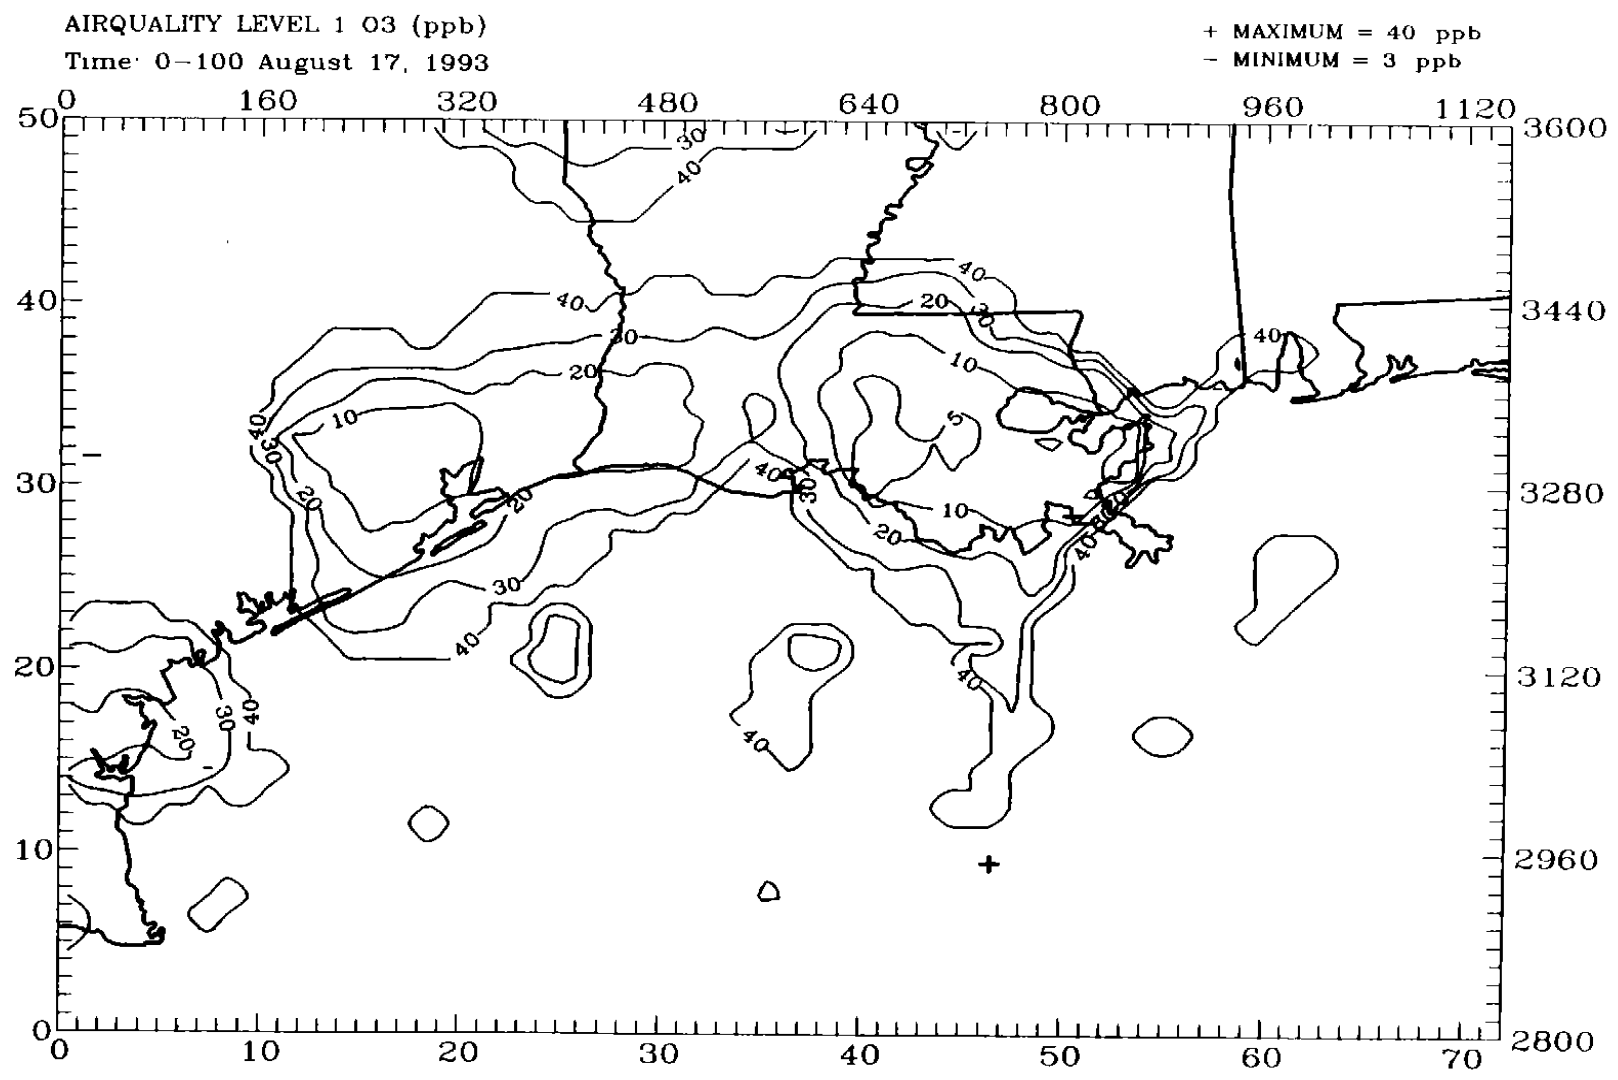 AIRQUALITY LEVEL 1 O3 (ppb)
Time: 0-100 August 17, 1993
+ MAXIMUM = 40 ppb
- MINIMUM = 3 ppb
0 160 320 480 640 800 960 1120
50 3600
30
40
40
40 20 30 3440
40
30 40
20 10
10 5
40
30 40
30 20 30 3280
20 20 10
20 40
30
40
20 3120
40
30 40
20 40
10 2960
0 2800
0 10 20 30 40 50 60 70